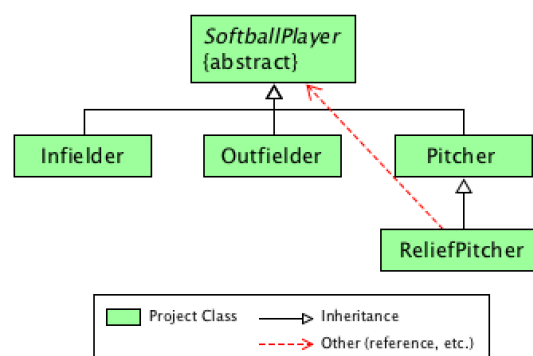 SoftballPlayer
{abstract}
Infielder
Outfielder
Pitcher
ReliefPitcher
Project Class
Inheritance
Other (reference, etc.)